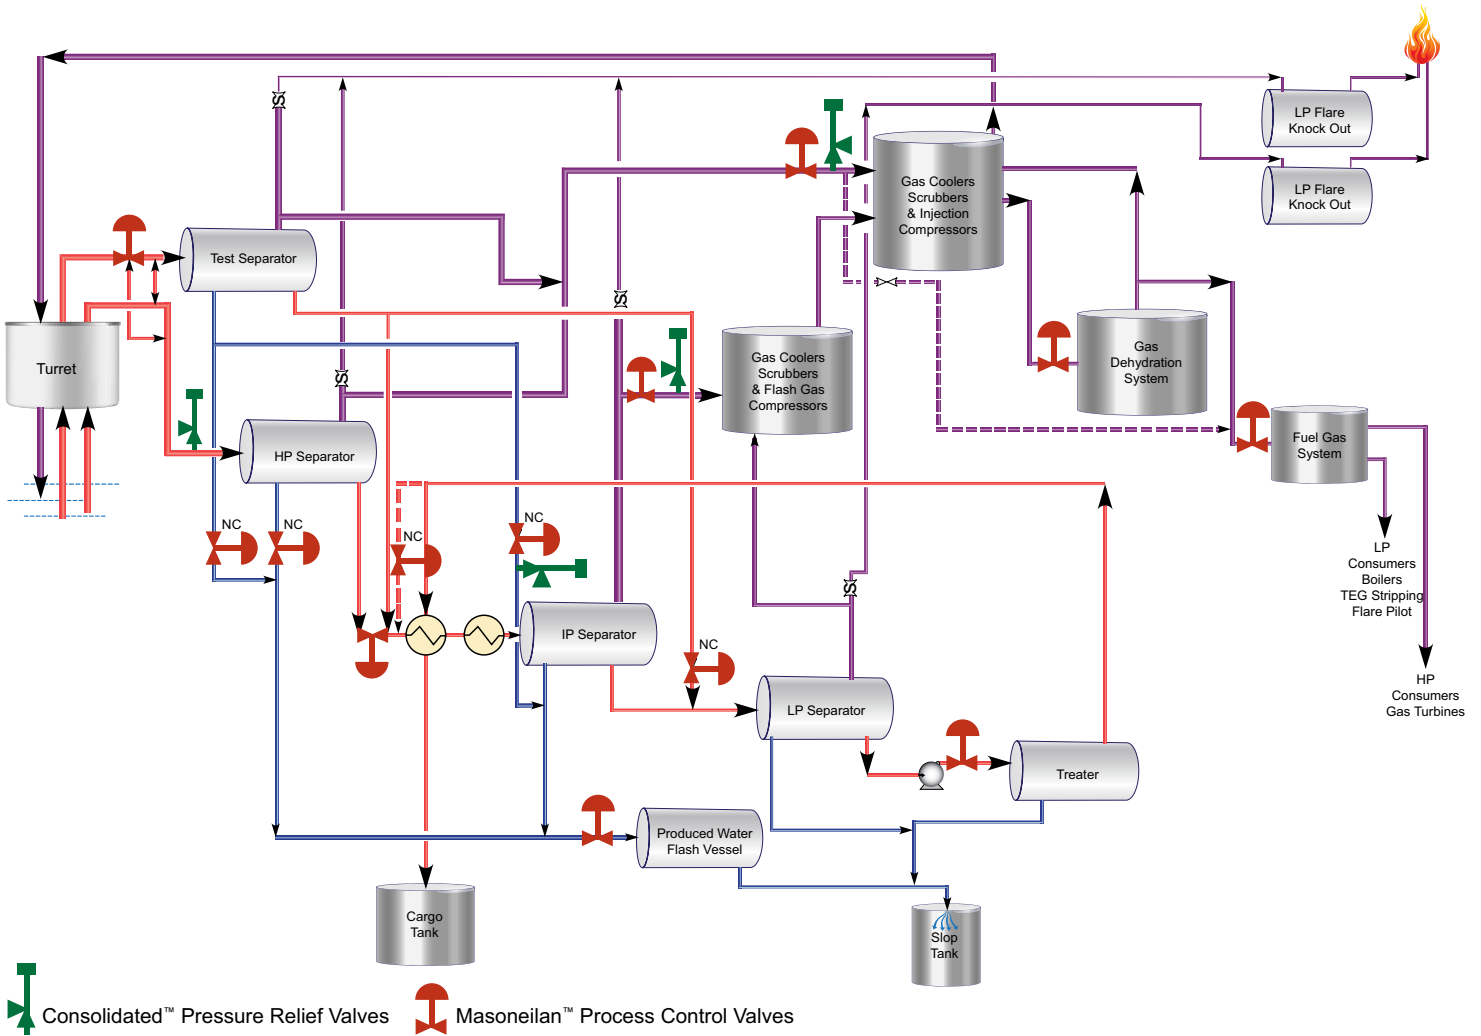 LP Flare
Knock Out
LP Flare
Knock Out
Gas Coolers
Scrubbers
& Injection
Compressors
Test Separator
Turret
Gas Coolers
Scrubbers
& Flash Gas
Compressors
Gas
Dehydration
System
HP Separator
Fuel Gas
System
NC
NC
NC
NC
LP
Consumers
Boilers
TEG Stripping
Flare Pilot
IP Separator
NC
HP
Consumers
Gas Turbines
LP Separator
Treater
Produced Water
Flash Vessel
Cargo
Tank
Slop
Tank
Consolidated™ Pressure Relief Valves
Masoneilan™ Process Control Valves